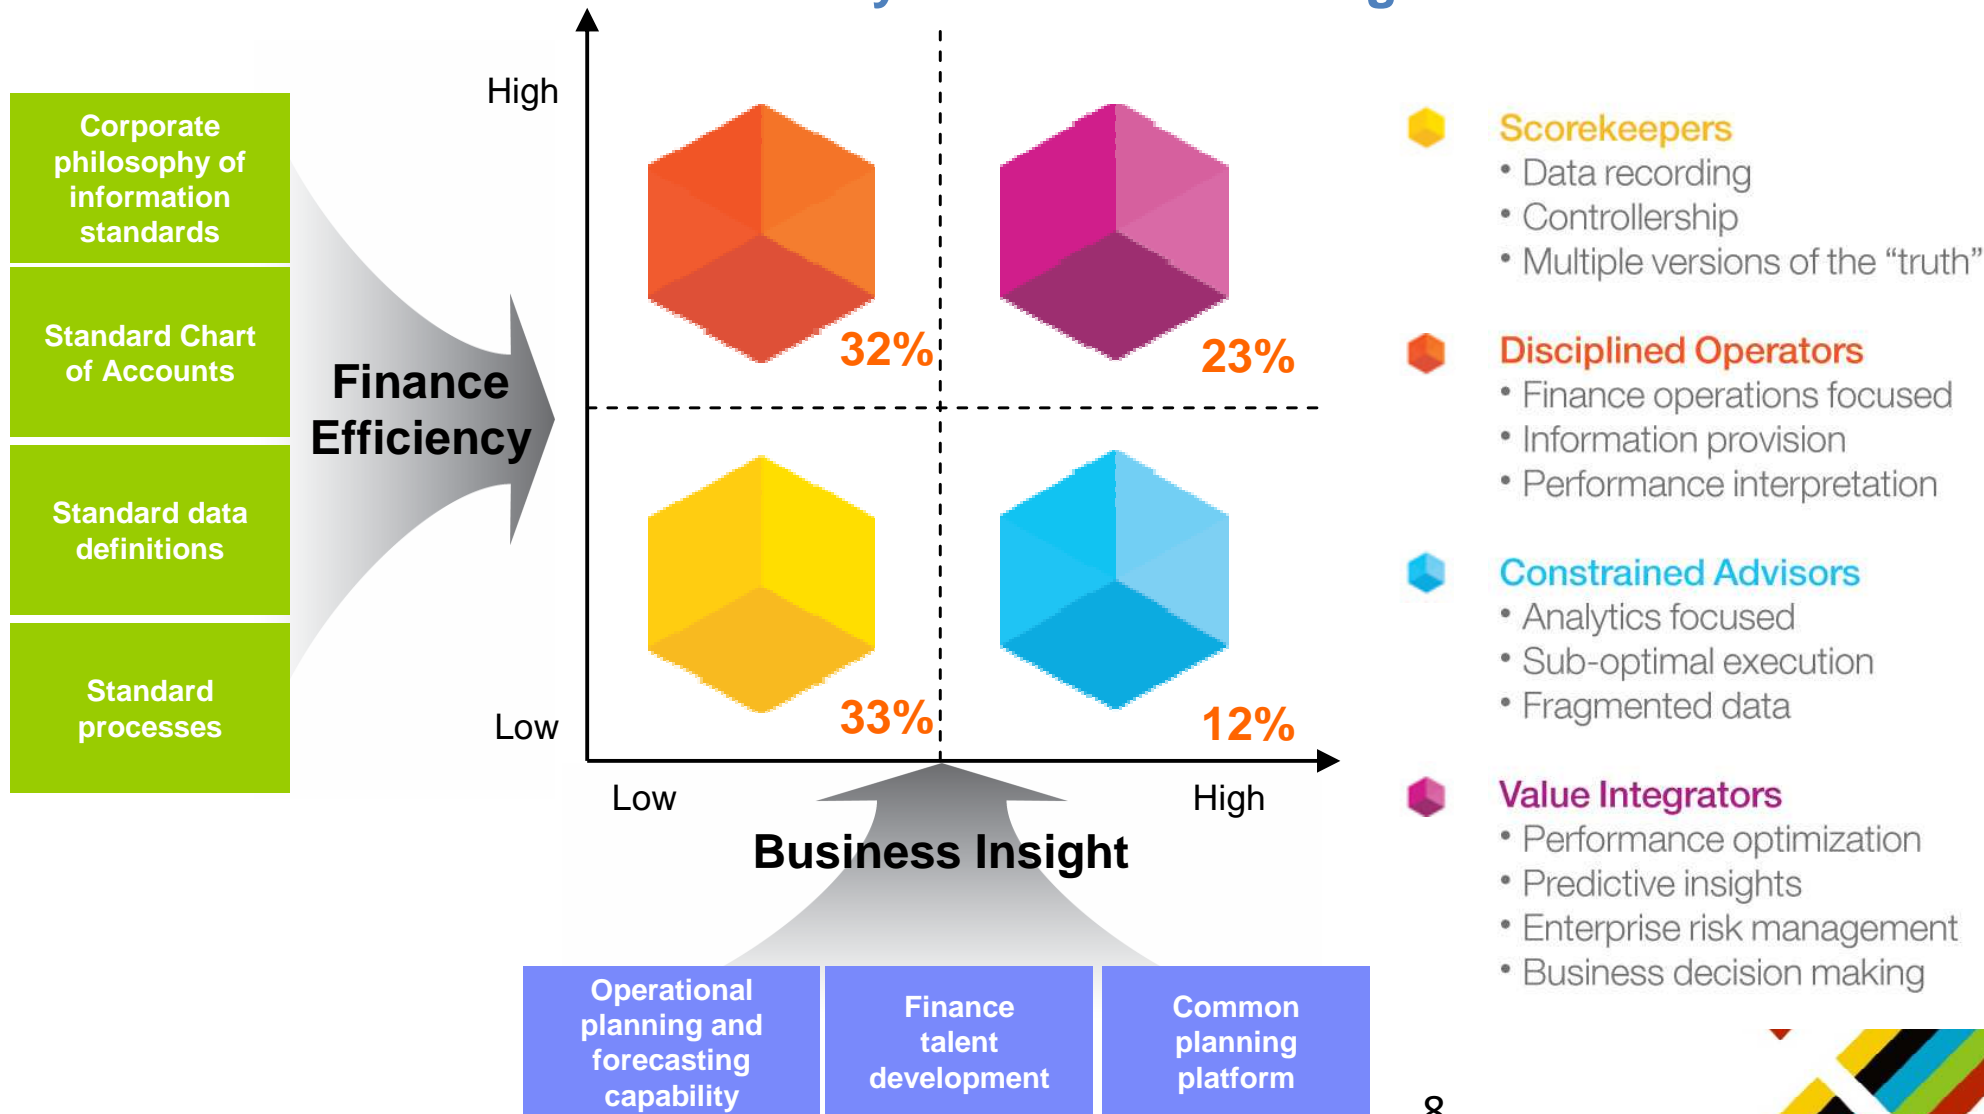 High
Corporate
philosophy of
information
standards
Standard Chart
of Accounts
Standard data
definitions
Standard
processes
Finance
Efficiency
32%
23%
33%
12%
Low
Low
High
Business Insight
Operational
planning and
forecasting
capability
Finance
talent
development
Common
planning
platform
Scorekeepers
• Data recording
• Controllership
• Multiple versions of the “truth”
Disciplined Operators
• Finance operations focused
• Information provision
• Performance interpretation
Constrained Advisors
• Analytics focused
• Sub-optimal execution
• Fragmented data
Value Integrators
• Performance optimization
• Predictive insights
• Enterprise risk management
• Business decision making
8